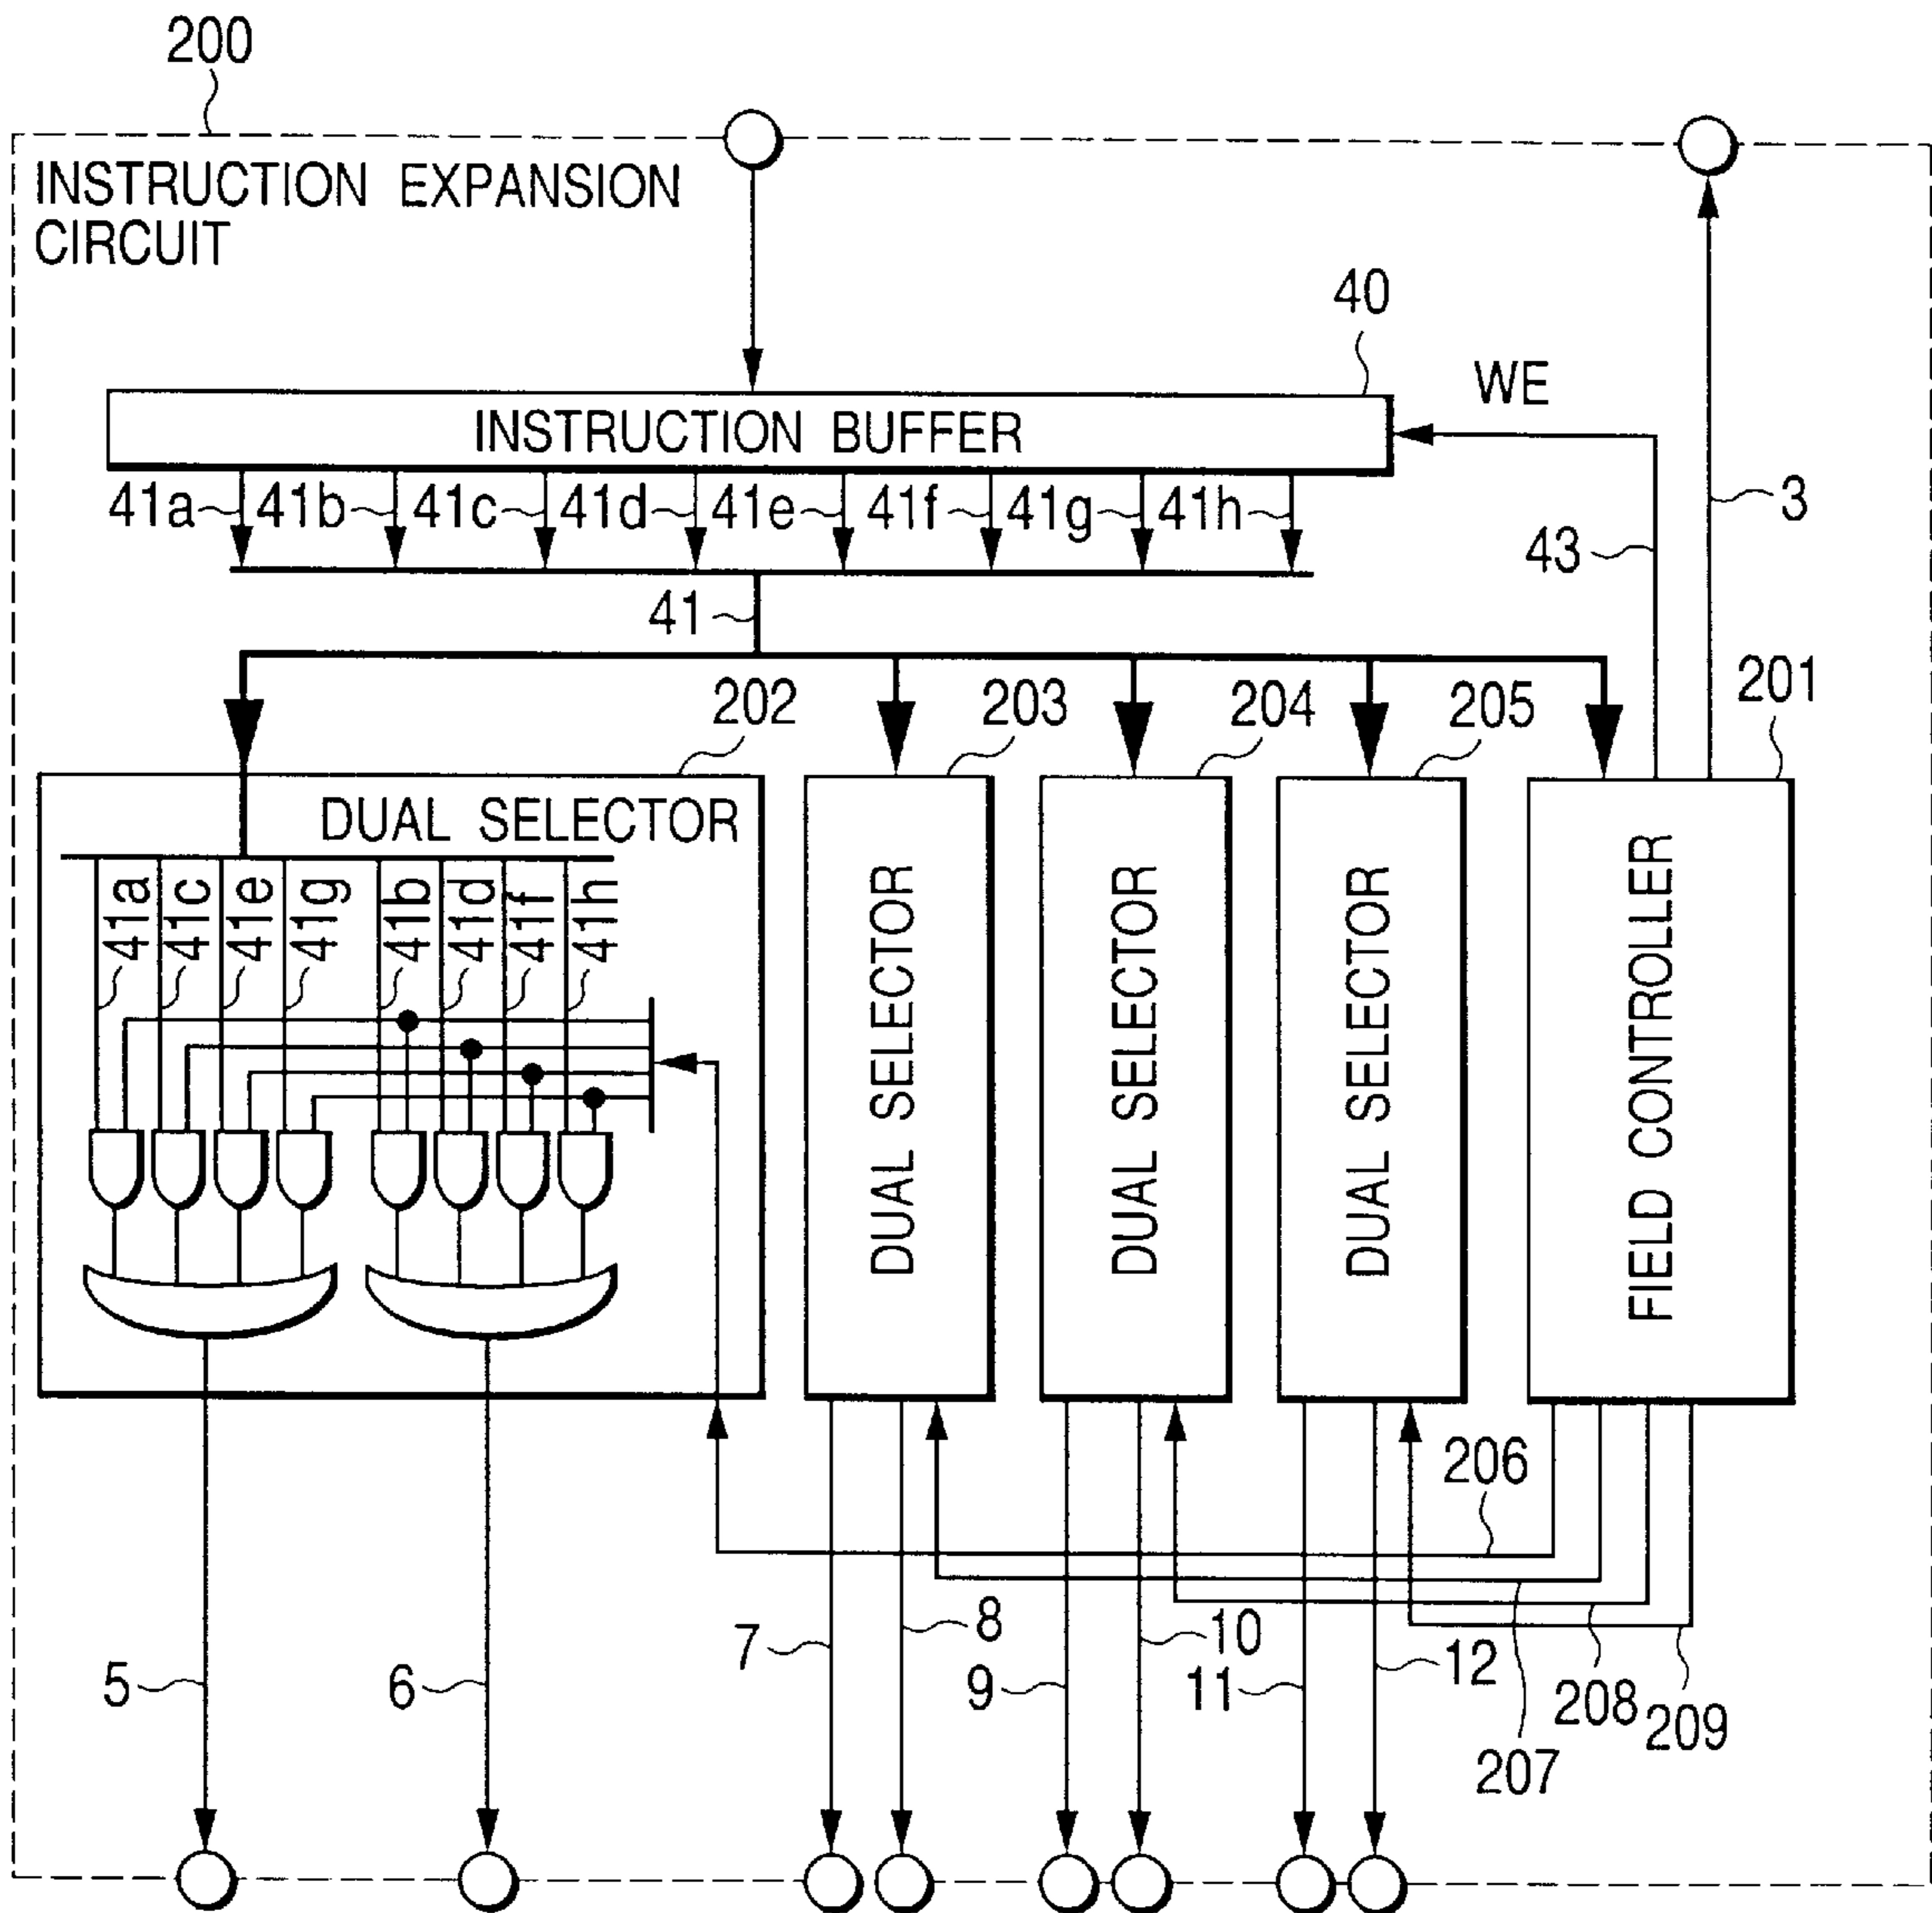 200
INSTRUCTION EXPANSION
CIRCUIT
40
WE
INSTRUCTION BUFFER
41a 41b 41c 41d 41e 41f 41g 41h
3
43
41
202 203 204 205 201
DUAL SELECTOR
41a 41c 41e 41g 41b 41d 41f 41h
DUAL SELECTOR
DUAL SELECTOR
DUAL SELECTOR
FIELD CONTROLLER
206
7 8 9 10 11 12
5 6
208 209
207